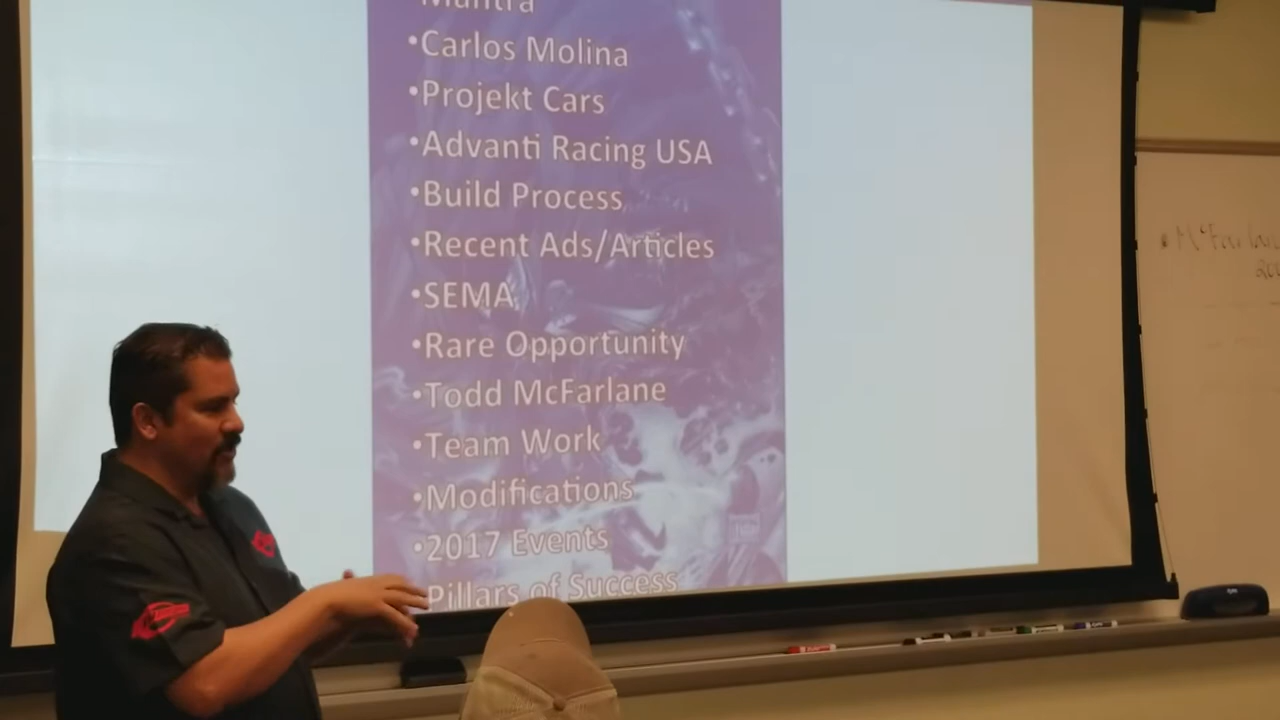 Mantra
•Carlos Molina
•Projekt Cars
•Advanti Racing USA
•Build Process
•Recent Ads/Articles
•SEMA
•Rare Opportunity
•Todd McFarlane
•Team Work
•Modifications
•2017 Events
Pillars of Success